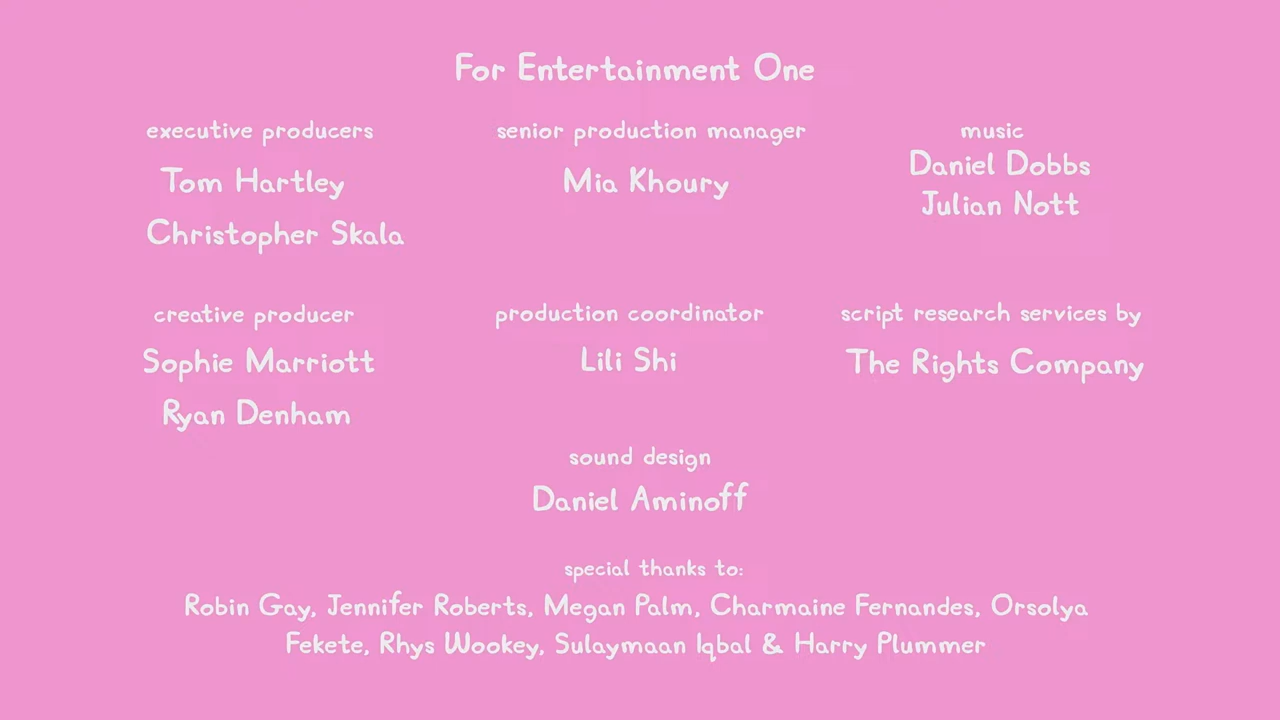 For Entertainment One
executive producers
Tom Hartley
Christopher Skala
senior production manager
Mia Khoury
music
Daniel Dobbs
Julian Nott
creative producer
Sophie Marriott
Ryan Denham
production coordinator
Lili Shi
script research services by
The Rights Company
sound design
Daniel Aminoff
special thanks to:
Robin Gay, Jennifer Roberts, Megan Palm, Charmaine Fernandes, Orsolya
Fekete, Rhys Wookey, Sulaymaan Iqbal & Harry Plummer